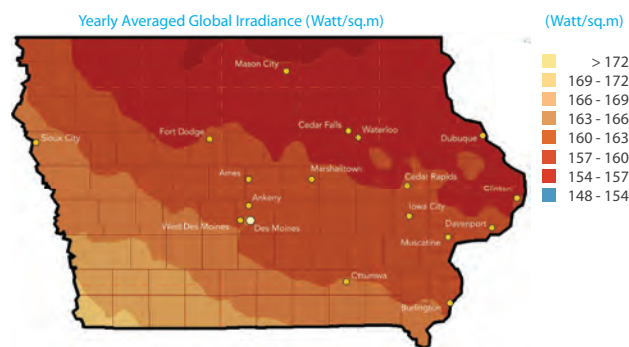 Yearly Averaged Global Irradiance (Watt/sq.m)
(Watt/sq.m)
> 172
169 - 172
166 - 169
163 - 166
160 - 163
157 - 160
154 - 157
148 - 154
Mason City
Sioux City
Fort Dodge
Cedar Falls
Waterloo
Dubuque
Ames
Marshalltown
Cedar Rapids
Clinton
Ankeny
Iowa City
West Des Moines
Des Moines
Davenport
Muscatine
Ottumwa
Burlington